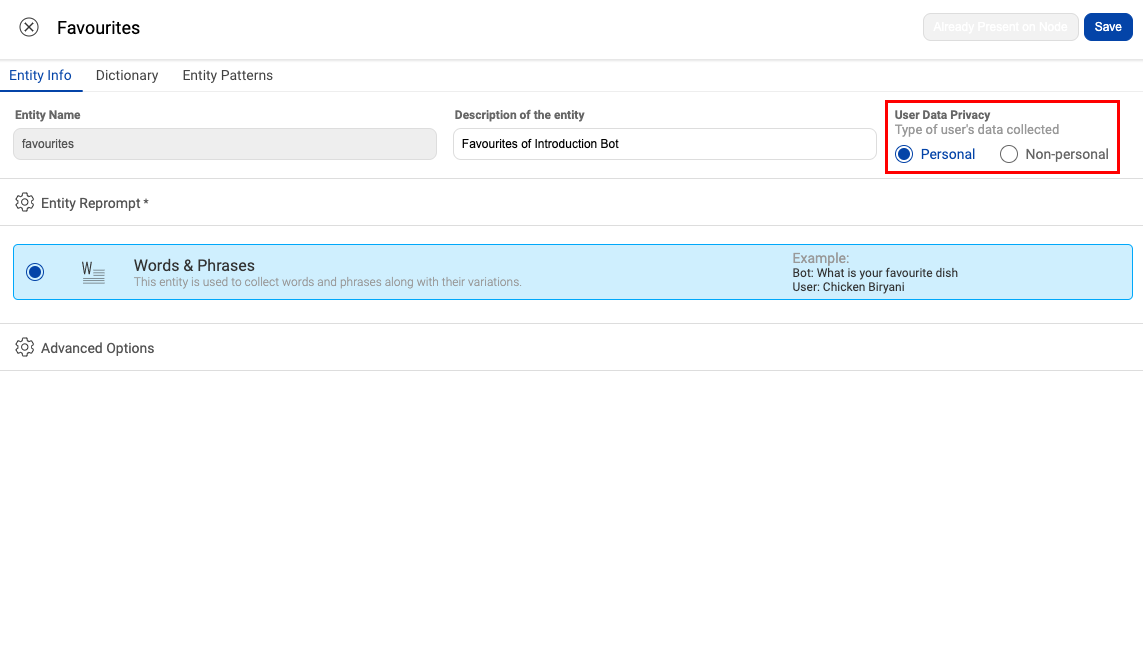 Favourites
Already Present on Node
Save
Entity Info
Dictionary
Entity Patterns
Entity Name
Description of the entity
User Data Privacy
Type of user's data collected
favourites
Favourites of Introduction Bot
Personal
Non-personal
Entity Reprompt *
W
Words & Phrases
This entity is used to collect words and phrases along with their variations.
Example:
Bot: What is your favourite dish
User: Chicken Biryani
Advanced Options